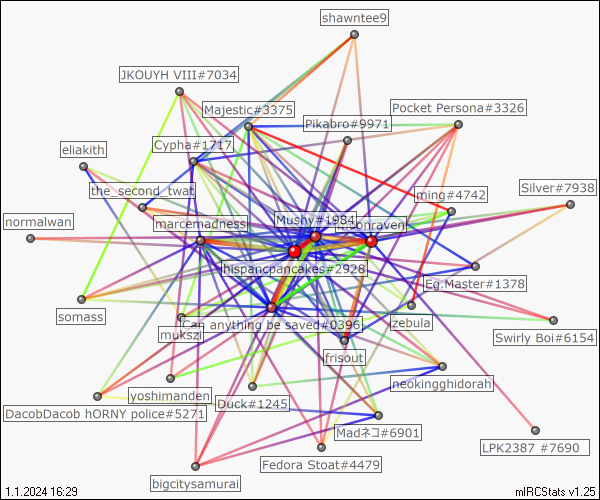 shawntee9
JKOUYH VIII#7034
Majestic#3375
Pocket Persona#3326
Pikabro#9971
Cypha#1717
eliakith
the_second_twat
ming#4742
Silver#7938
normalwan
marcemadness
Mushy#1984
hispancpancakes#2928
Eg.Master#1378
somass
Can anything be saved#0396
zebula
mukszi
frisout
Swirly Boi#6154
neokingghidorah
yoshimanden
Duck#1245
DacobDacob hORNY police#5271
Madネコ#6901
LPK2387 #7690
Fedora Stoat#4479
bigcitysamurai
1.1.2024 16:29
mIRCStats v1.25